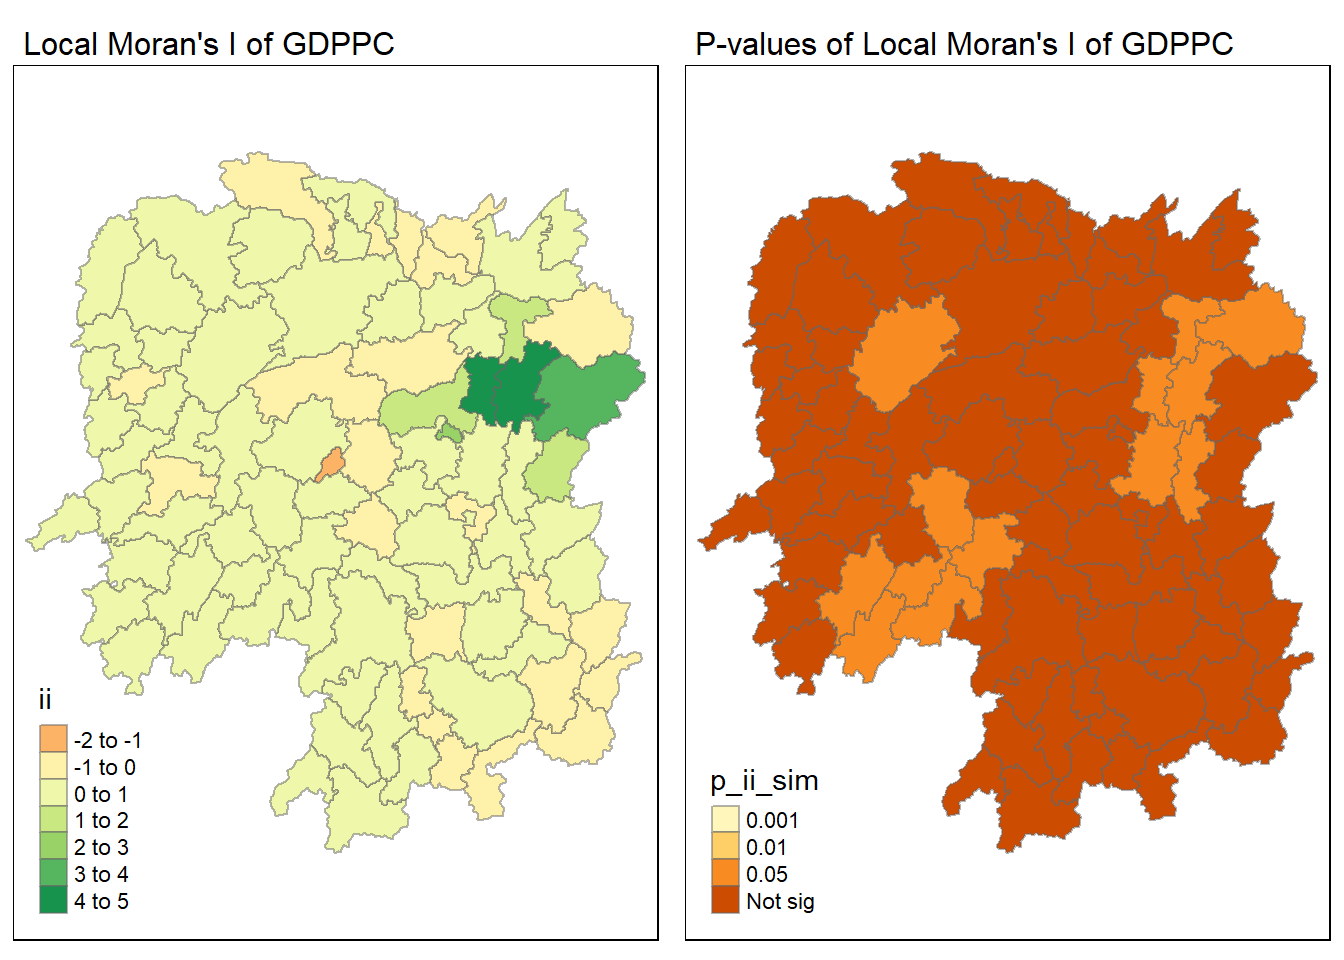 Local Moran's I of GDPPC
ii
-2 to -1
-1 to 0
0 to 1
1 to 2
2 to 3
3 to 4
4 to 5
P-values of Local Moran's I of GDPPC
p_ii_sim
0.001
0.01
0.05
Not sig